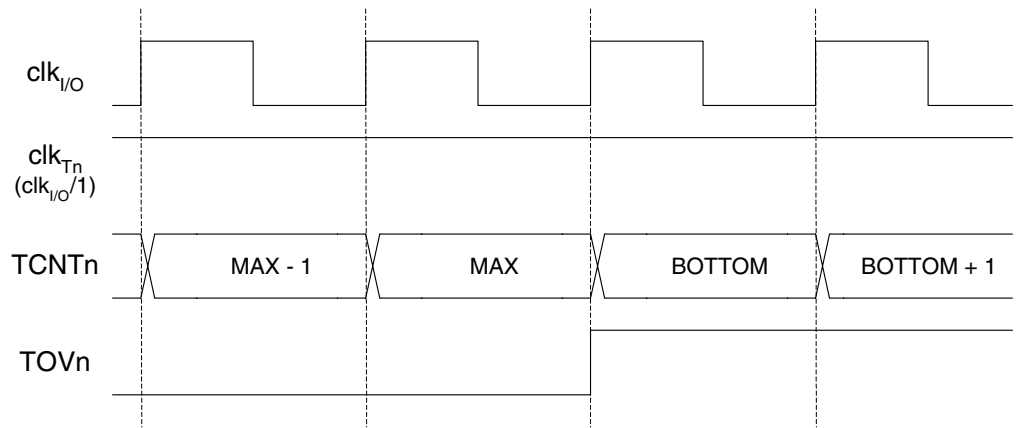 clkI/O
clkTn
(clkI/O/1)
TCNTn MAX - 1 MAX BOTTOM BOTTOM + 1
TOVn